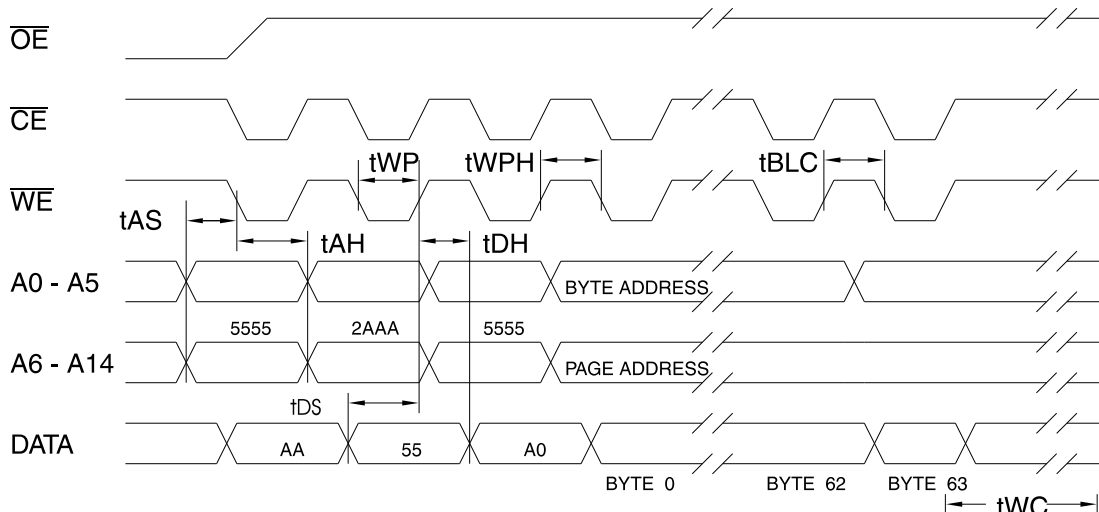 OE
CE
tWP tWPH tBLC
WE
tAS
tAH tDH
A0 - A5 BYTE ADDRESS
5555 2AAA 5555
A6 - A14 PAGE ADDRESS
tDS
DATA AA 55 A0
BYTE 0 BYTE 62 BYTE 63
tWC